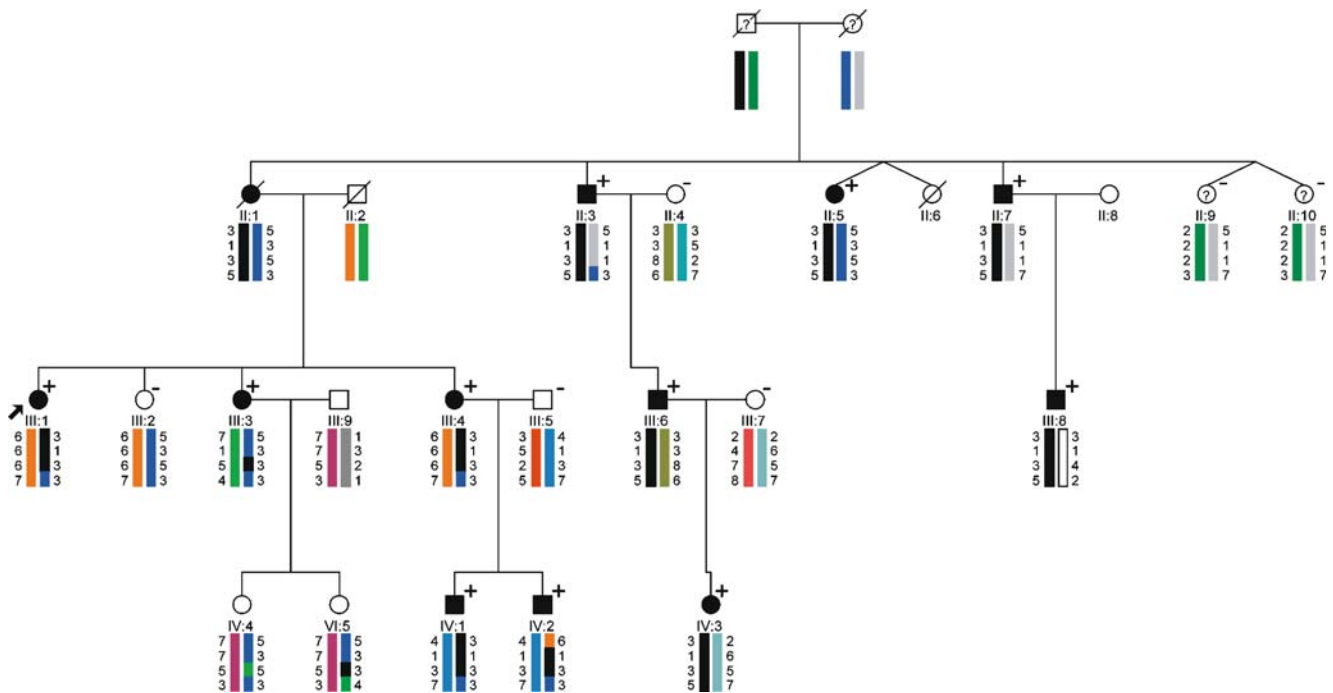 ? ?
+ - + + - -
? ?
II:1 II:2 II:3 II:4 II:5 II:6 II:7 II:8 II:9 II:10
3 5 3 5 3 3 3 5 3 5 2 5 2 5
1 3 1 1 3 5 1 3 1 1 2 1 2 1
3 5 3 1 8 2 3 5 3 1 2 1 2 1
5 3 5 3 6 7 5 3 5 7 3 7 3 7
+ - + + - + - +
III:1 III:2 III:3 III:9 III:4 III:5 III:6 III:7 III:8
6 3 6 5 7 5 7 1 6 3 3 4 3 3 2 2 3 3
6 1 6 3 1 3 7 3 6 1 5 1 1 3 4 6 1 1
6 3 6 5 5 3 5 2 6 3 2 3 3 8 7 5 3 4
7 3 7 3 4 3 3 1 7 3 5 7 5 6 8 7 5 2
+ + +
IV:4 VI:5 IV:1 IV:2 IV:3
7 5 7 5 4 3 4 6 3 2
7 3 7 3 1 1 1 1 1 6
5 5 5 3 3 3 3 3 3 5
3 3 3 4 7 3 7 3 5 7